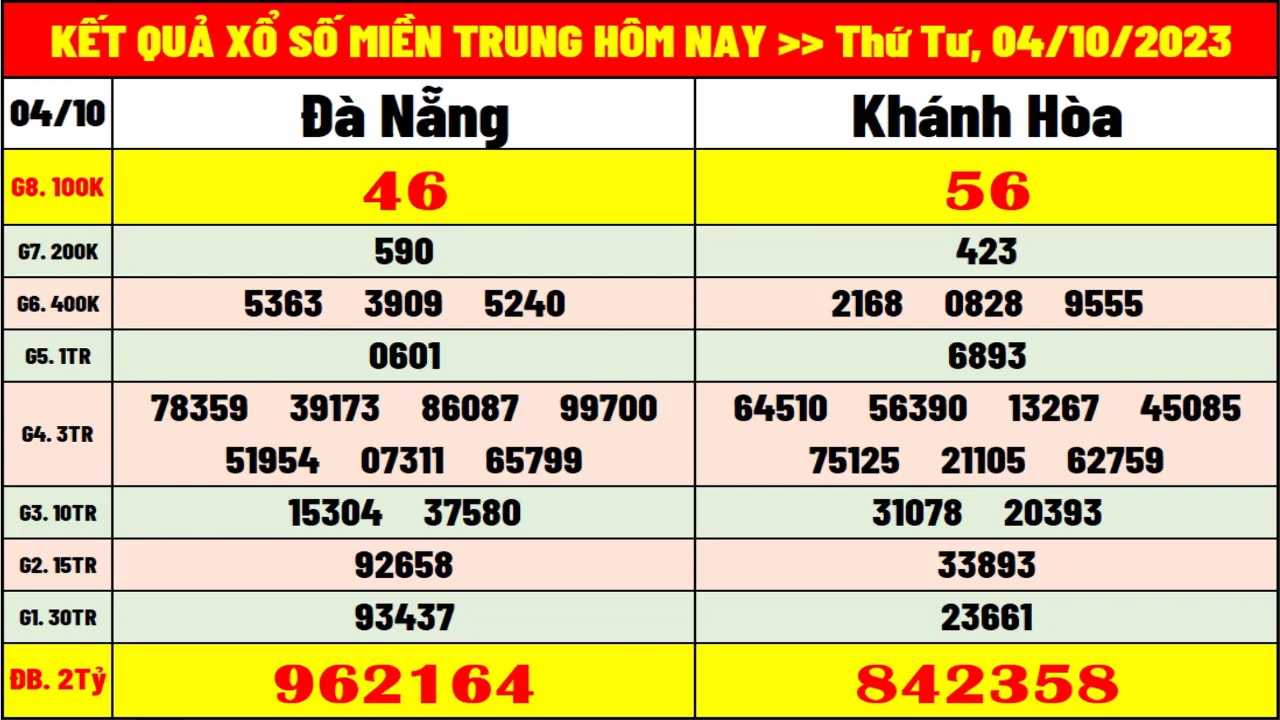 KẾT QUẢ XỔ SỐ MIỀN TRUNG HÔM NAY >> Thứ Tư, 04/10/2023
04/10 Đà Nẵng Khánh Hòa
G8. 100K 46 56
G7. 200K 590 423
G6. 400K 5363 3909 5240 2168 0828 9555
G5. 1TR 0601 6893
G4. 3TR 78359 39173 86087 99700 64510 56390 13267 45085
51954 07311 65799 75125 21105 62759
G3. 10TR 15304 37580 31078 20393
G2. 15TR 92658 33893
G1. 30TR 93437 23661
ĐB. 2Tỷ 962164 842358